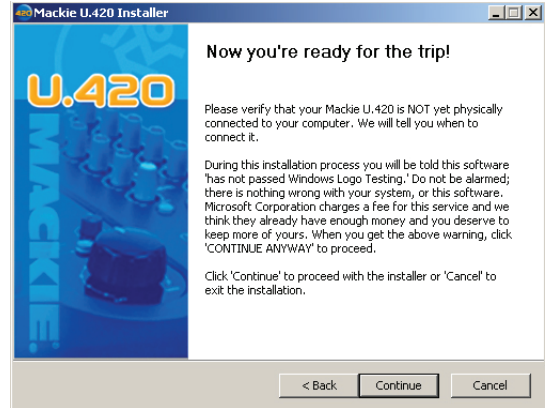 420 Mackie U.420 Installer
Now you're ready for the trip!
U.420
MACKIE.
Please verify that your Mackie U.420 is NOT yet physically
connected to your computer. We will tell you when to
connect it.
During this installation process you will be told this software
'has not passed Windows Logo Testing.' Do not be alarmed;
there is nothing wrong with your system, or this software.
Microsoft Corporation charges a fee for this service and we
think they already have enough money and you deserve to
keep more of yours. When you get the above warning, click
'CONTINUE ANYWAY' to proceed.
Click 'Continue' to proceed with the installer or 'Cancel' to
exit the installation.
< Back Continue Cancel